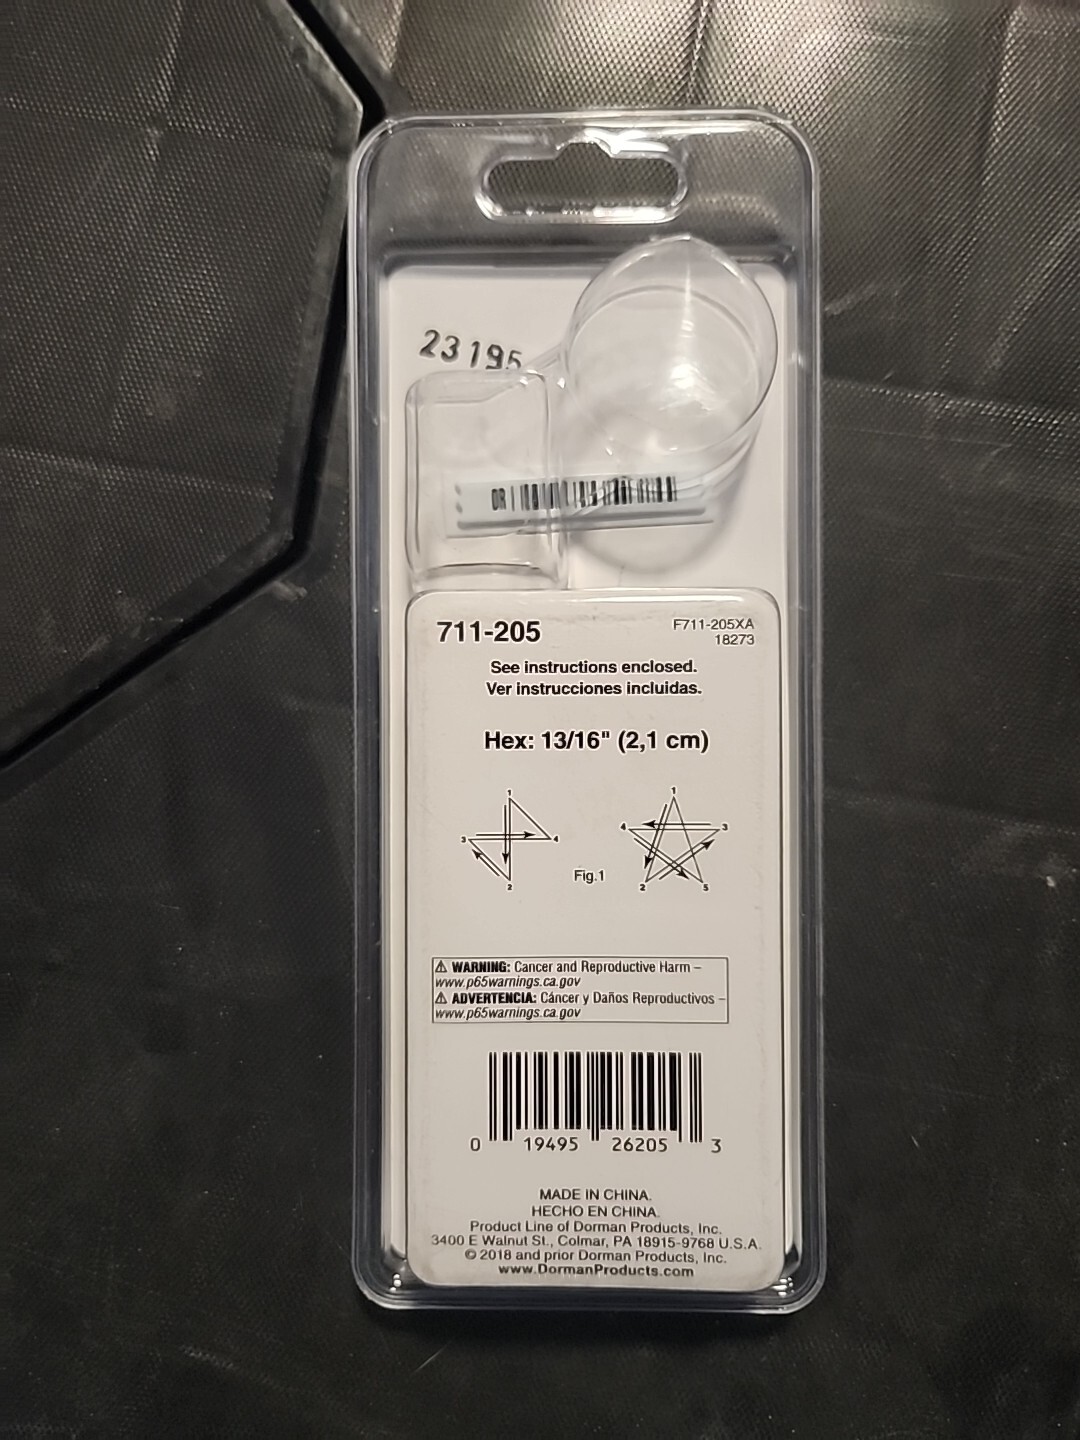 23195
711-205
F711-205XA
18273
See instructions enclosed.
Ver instrucciones incluidas.
Hex: 13/16" (2,1 cm)
1
3
4
2
Fig.1
1
4
3
2
5
⚠ WARNING: Cancer and Reproductive Harm –
www.p65warnings.ca.gov
⚠ ADVERTENCIA: Cáncer y Daños Reproductivos –
www.p65warnings.ca.gov
0 19495 26205 3
MADE IN CHINA.
HECHO EN CHINA.
Product Line of Dorman Products, Inc.
3400 E Walnut St., Colmar, PA 18915-9768 U.S.A.
© 2018 and prior Dorman Products, Inc.
www.DormanProducts.com